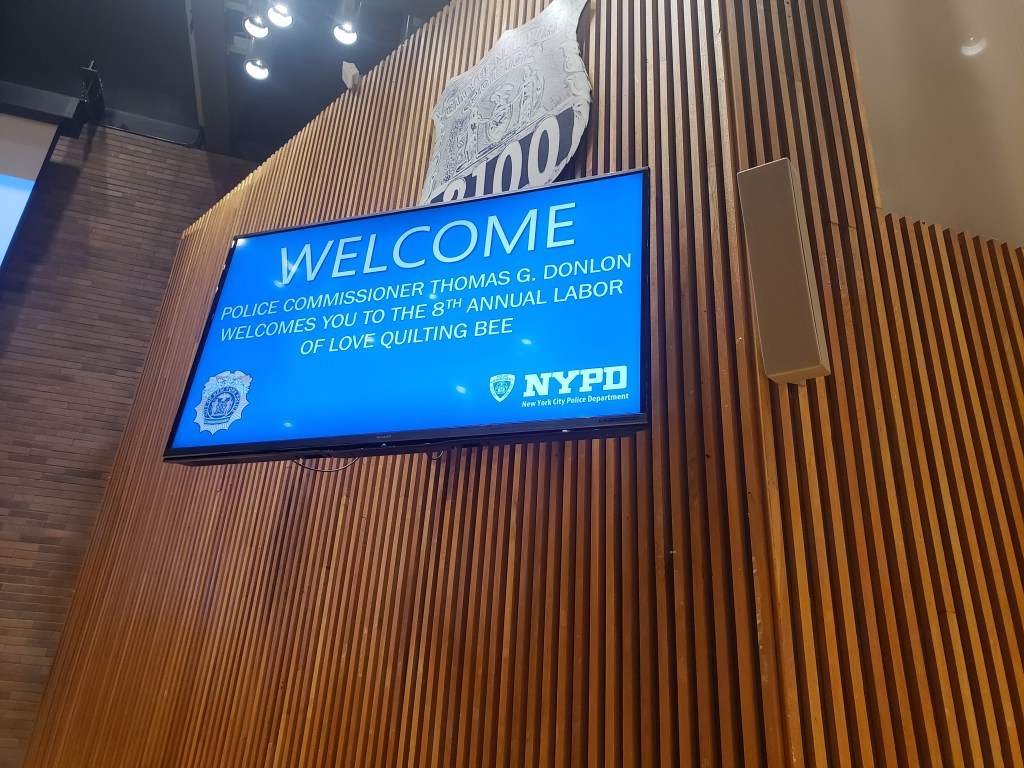 8100
WELCOME
POLICE COMMISSIONER THOMAS G. DONLON
WELCOMES YOU TO THE 8TH ANNUAL LABOR
OF LOVE QUILTING BEE
NYPD
New York City Police Department